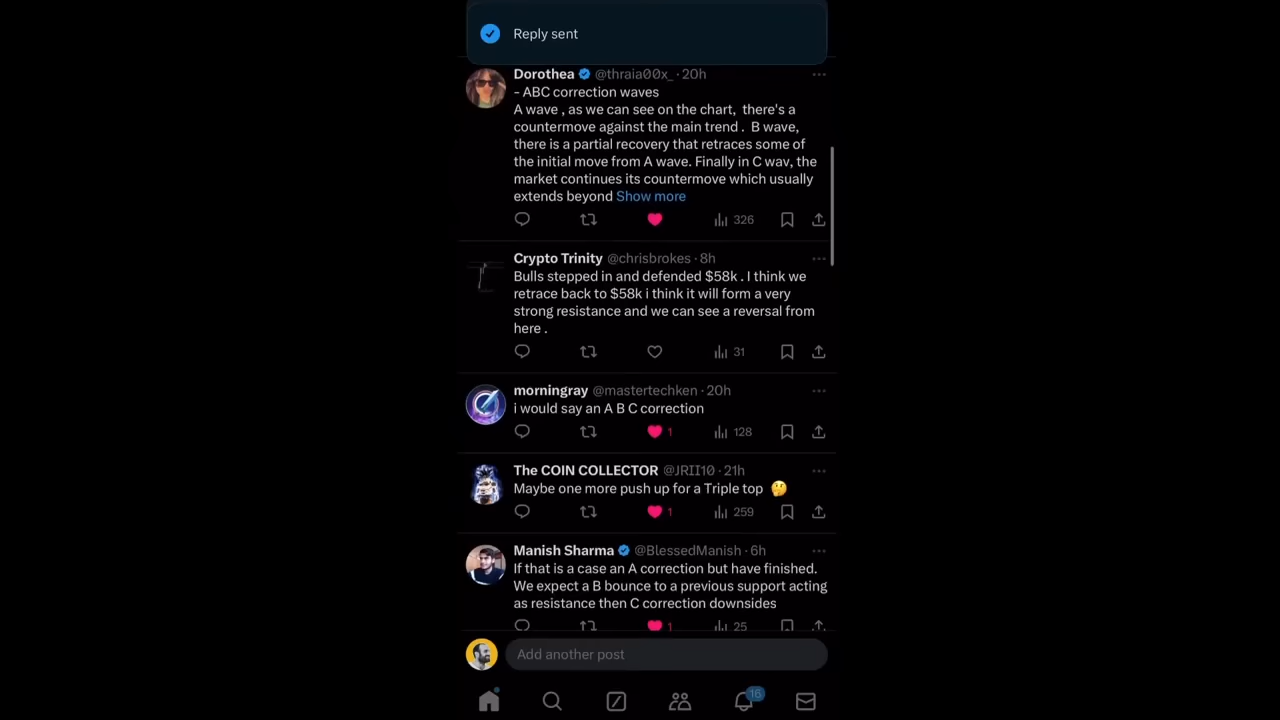 Reply sent
Dorothea @thraia00x_ · 20h
- ABC correction waves
A wave , as we can see on the chart, there's a
countermove against the main trend . B wave,
there is a partial recovery that retraces some of
the initial move from A wave. Finally in C wav, the
market continues its countermove which usually
extends beyond Show more
326
Crypto Trinity @chrisbrokes · 8h
Bulls stepped in and defended $58k . I think we
retrace back to $58k i think it will form a very
strong resistance and we can see a reversal from
here .
31
morningray @mastertechken · 20h
i would say an A B C correction
1 128
The COIN COLLECTOR @JRII10 · 21h
Maybe one more push up for a Triple top 🤔
1 259
Manish Sharma @BlessedManish · 6h
If that is a case an A correction but have finished.
We expect a B bounce to a previous support acting
as resistance then C correction downsides
1 25
Add another post
16